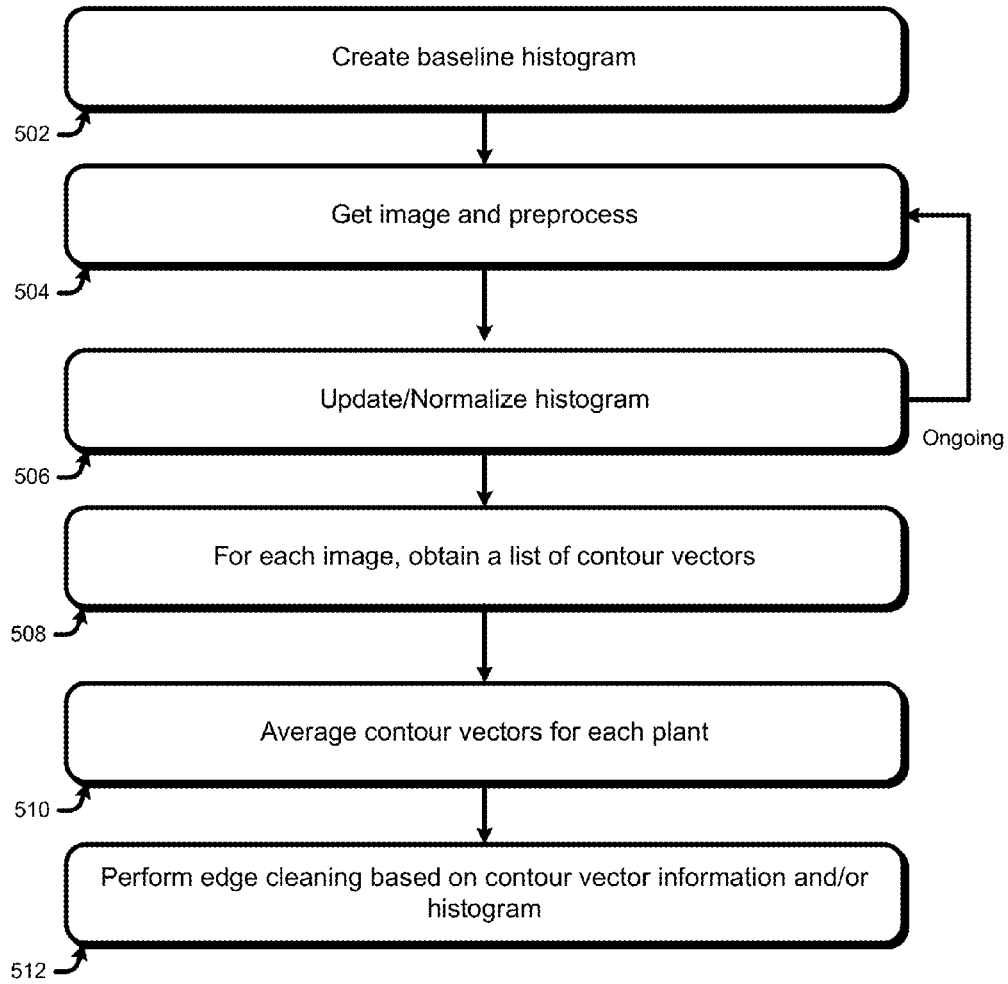 Create baseline histogram
502
Get image and preprocess
504
Update/Normalize histogram
Ongoing
506
For each image, obtain a list of contour vectors
508
Average contour vectors for each plant
510
Perform edge cleaning based on contour vector information and/or
histogram
512